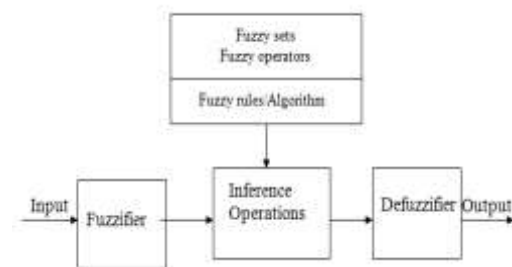 Fuzzy sets
Fuzzy operators
Fuzzy rules/Algorithm
Input
Fuzzifier
Inference
Operations
Defuzzifier
Output